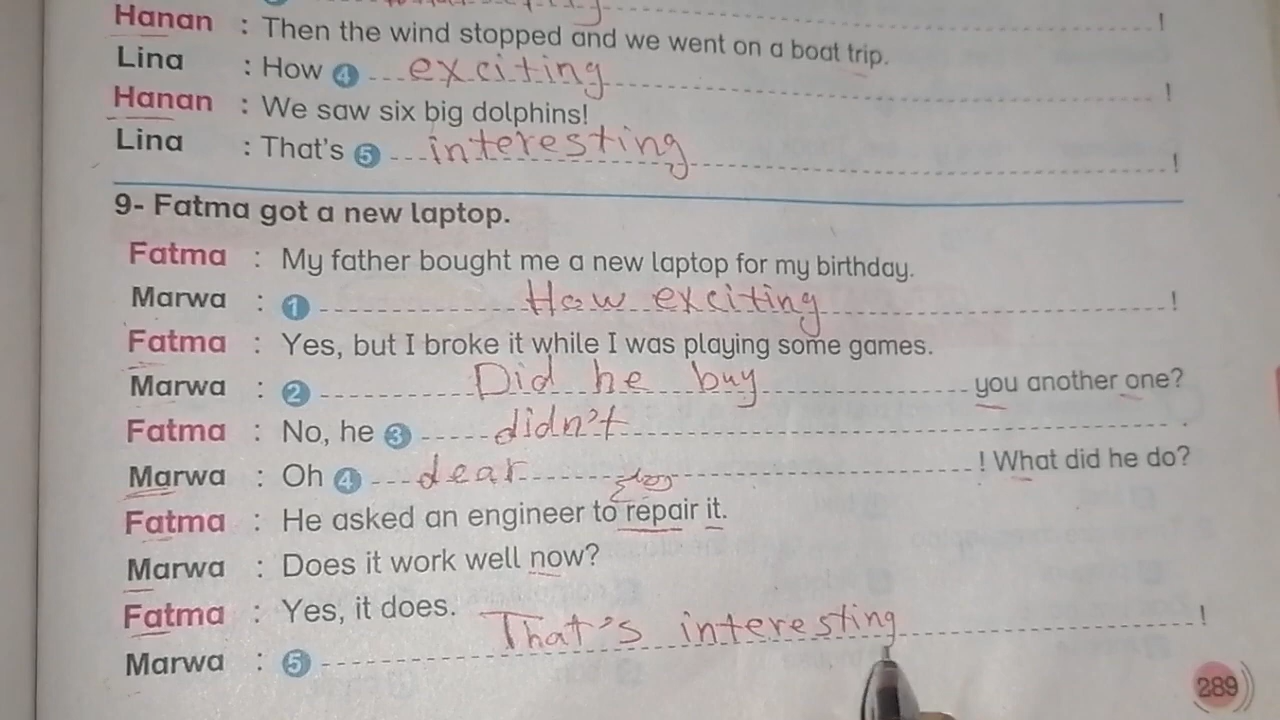 !
Hanan : Then the wind stopped and we went on a boat trip.
Lina : How 4 exciting !
Hanan : We saw six big dolphins!
Lina : That's 5 interesting !
9- Fatma got a new laptop.
Fatma : My father bought me a new laptop for my birthday.
Marwa : 1 How exciting !
Fatma : Yes, but I broke it while I was playing some games.
Marwa : 2 Did he buy you another one?
Fatma : No, he 3 didn't .
Marwa : Oh 4 dear ! What did he do?
Fatma : He asked an engineer to repair it.
Marwa : Does it work well now?
Fatma : Yes, it does.
Marwa : 5 That's interesting !
289